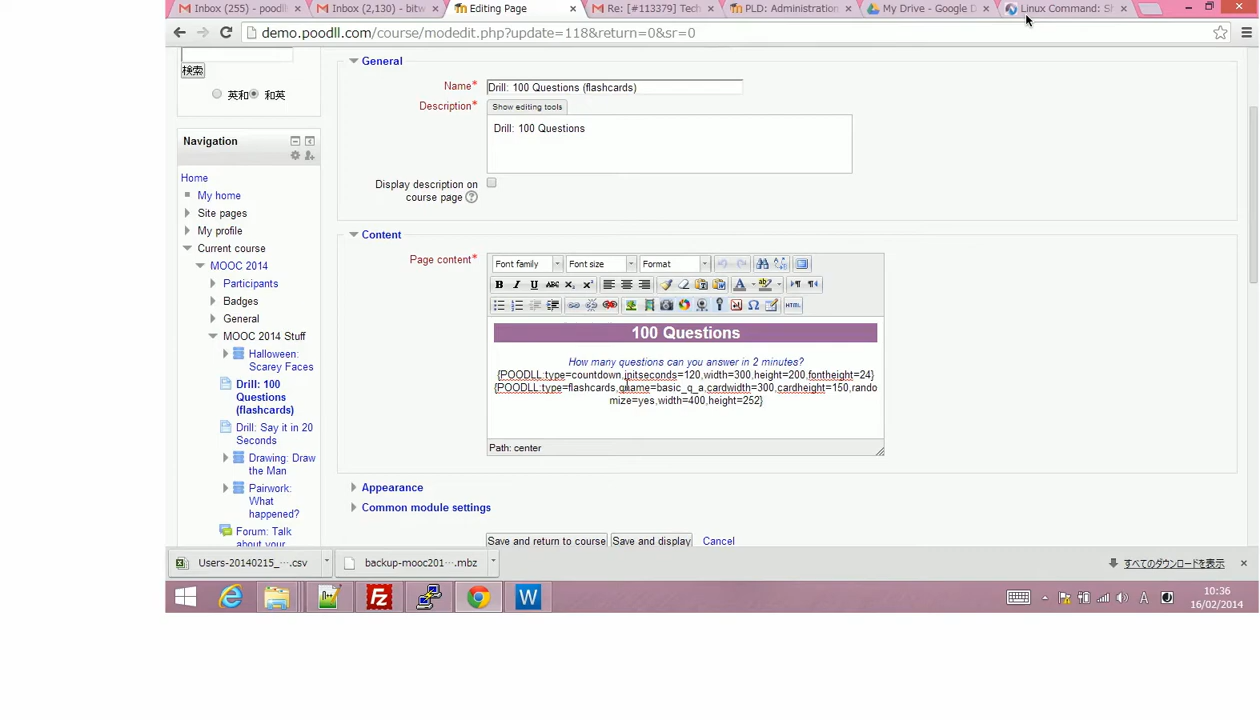 Inbox (255) - poodll
Inbox (2,130) - bitw
Editing Page
Re: [#113379] Tech
PLD: Administration
My Drive - Google D
Linux Command: Sh
demo.poodll.com/course/modedit.php?update=118&return=0&sr=0
検索
英和 和英
Navigation
Home
My home
Site pages
My profile
Current course
MOOC 2014
Participants
Badges
General
MOOC 2014 Stuff
Halloween:
Scarey Faces
Drill: 100
Questions
(flashcards)
Drill: Say it in 20
Seconds
Drawing: Draw
the Man
Pairwork:
What
happened?
Forum: Talk
about your
General
Name* Drill: 100 Questions (flashcards)
Description* Show editing tools
Drill: 100 Questions
Display description on
course page
Content
Page content*
Font family Font size Format
B I U ABC
HTML
100 Questions
How many questions can you answer in 2 minutes?
{POODLL:type=countdown,initseconds=120,width=300,height=200,fontheight=24}
{POODLL:type=flashcards,qname=basic_q_a,cardwidth=300,cardheight=150,rando
mize=yes,width=400,height=252}
Path: center
Appearance
Common module settings
Save and return to course Save and display Cancel
Users-20140215_....csv
backup-mooc201....mbz
すべてのダウンロードを表示
10:36
16/02/2014